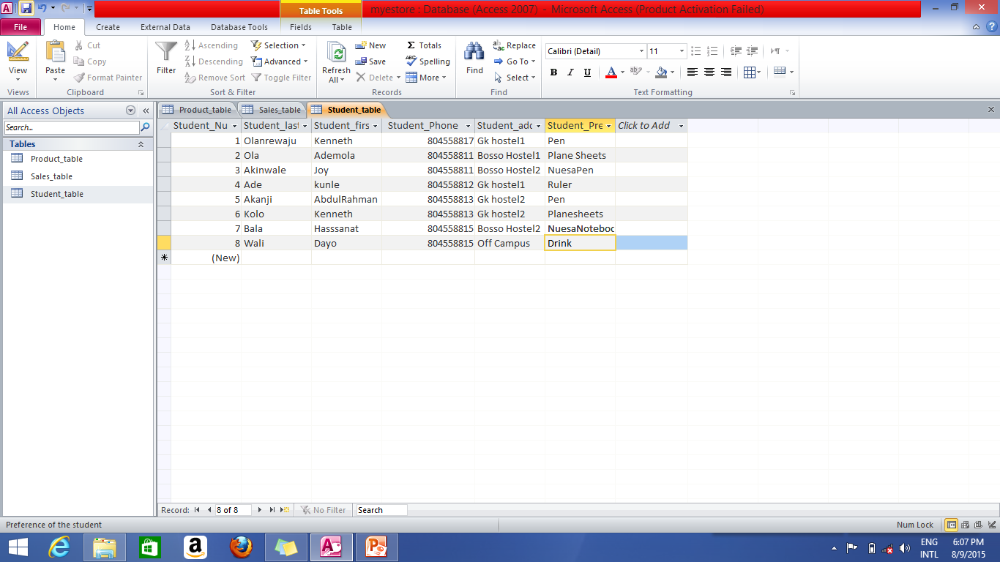 myestore : Database (Access 2007) - Microsoft Access (Product Activation Failed)
Table Tools
File Home Create External Data Database Tools Fields Table
View
Views
Paste
Cut
Copy
Format Painter
Clipboard
Filter
Ascending
Descending
Remove Sort
Selection
Advanced
Toggle Filter
Sort & Filter
Refresh
All
New
Save
Delete
Totals
Spelling
More
Records
Find
Replace
Go To
Select
Find
Calibri (Detail) 11
B I U
Text Formatting
All Access Objects
Search...
Tables
Product_table
Sales_table
Student_table
Product_table Sales_table Student_table
Student_Nu Student_last Student_firs Student_Phone Student_add Student_Pre Click to Add
1 Olanrewaju Kenneth 804558817 Gk hostel1 Pen
2 Ola Ademola 804558811 Bosso Hostel1 Plane Sheets
3 Akinwale Joy 804558811 Bosso Hostel2 NuesaPen
4 Ade kunle 804558812 Gk hostel1 Ruler
5 Akanji AbdulRahman 804558813 Gk hostel2 Pen
6 Kolo Kenneth 804558813 Gk hostel2 Planesheets
7 Bala Hasssanat 804558815 Bosso Hostel2 NuesaNoteboo
8 Wali Dayo 804558815 Off Campus Drink
(New)
Record: 8 of 8 No Filter Search
Preference of the student
Num Lock
ENG
INTL
6:07 PM
8/9/2015